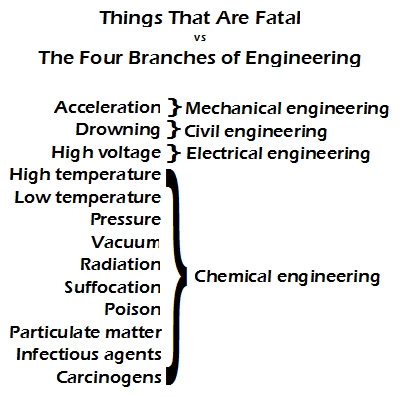 Things That Are Fatal
vs
The Four Branches of Engineering
Acceleration } Mechanical engineering
Drowning } Civil engineering
High voltage } Electrical engineering
High temperature
Low temperature
Pressure
Vacuum
Radiation
Suffocation
Poison
Particulate matter
Infectious agents
Carcinogens
} Chemical engineering